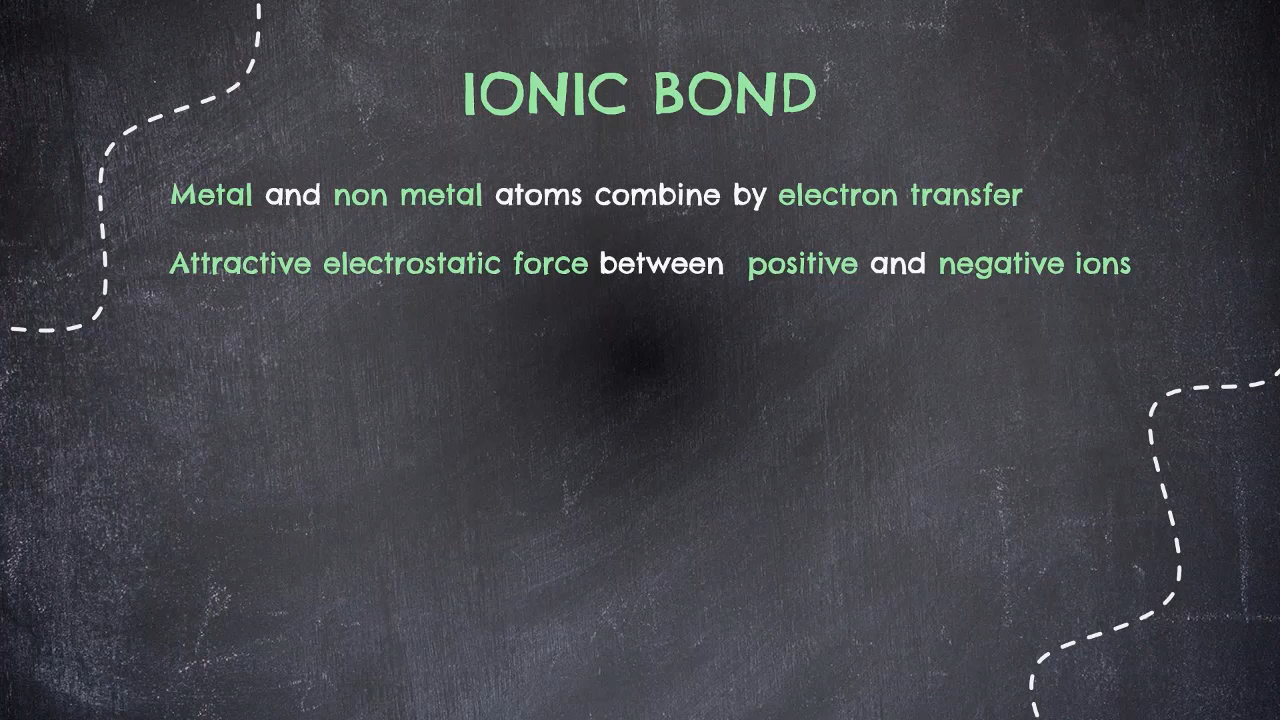 IONIC BOND
Metal and non metal atoms combine by electron transfer
Attractive electrostatic force between positive and negative ions